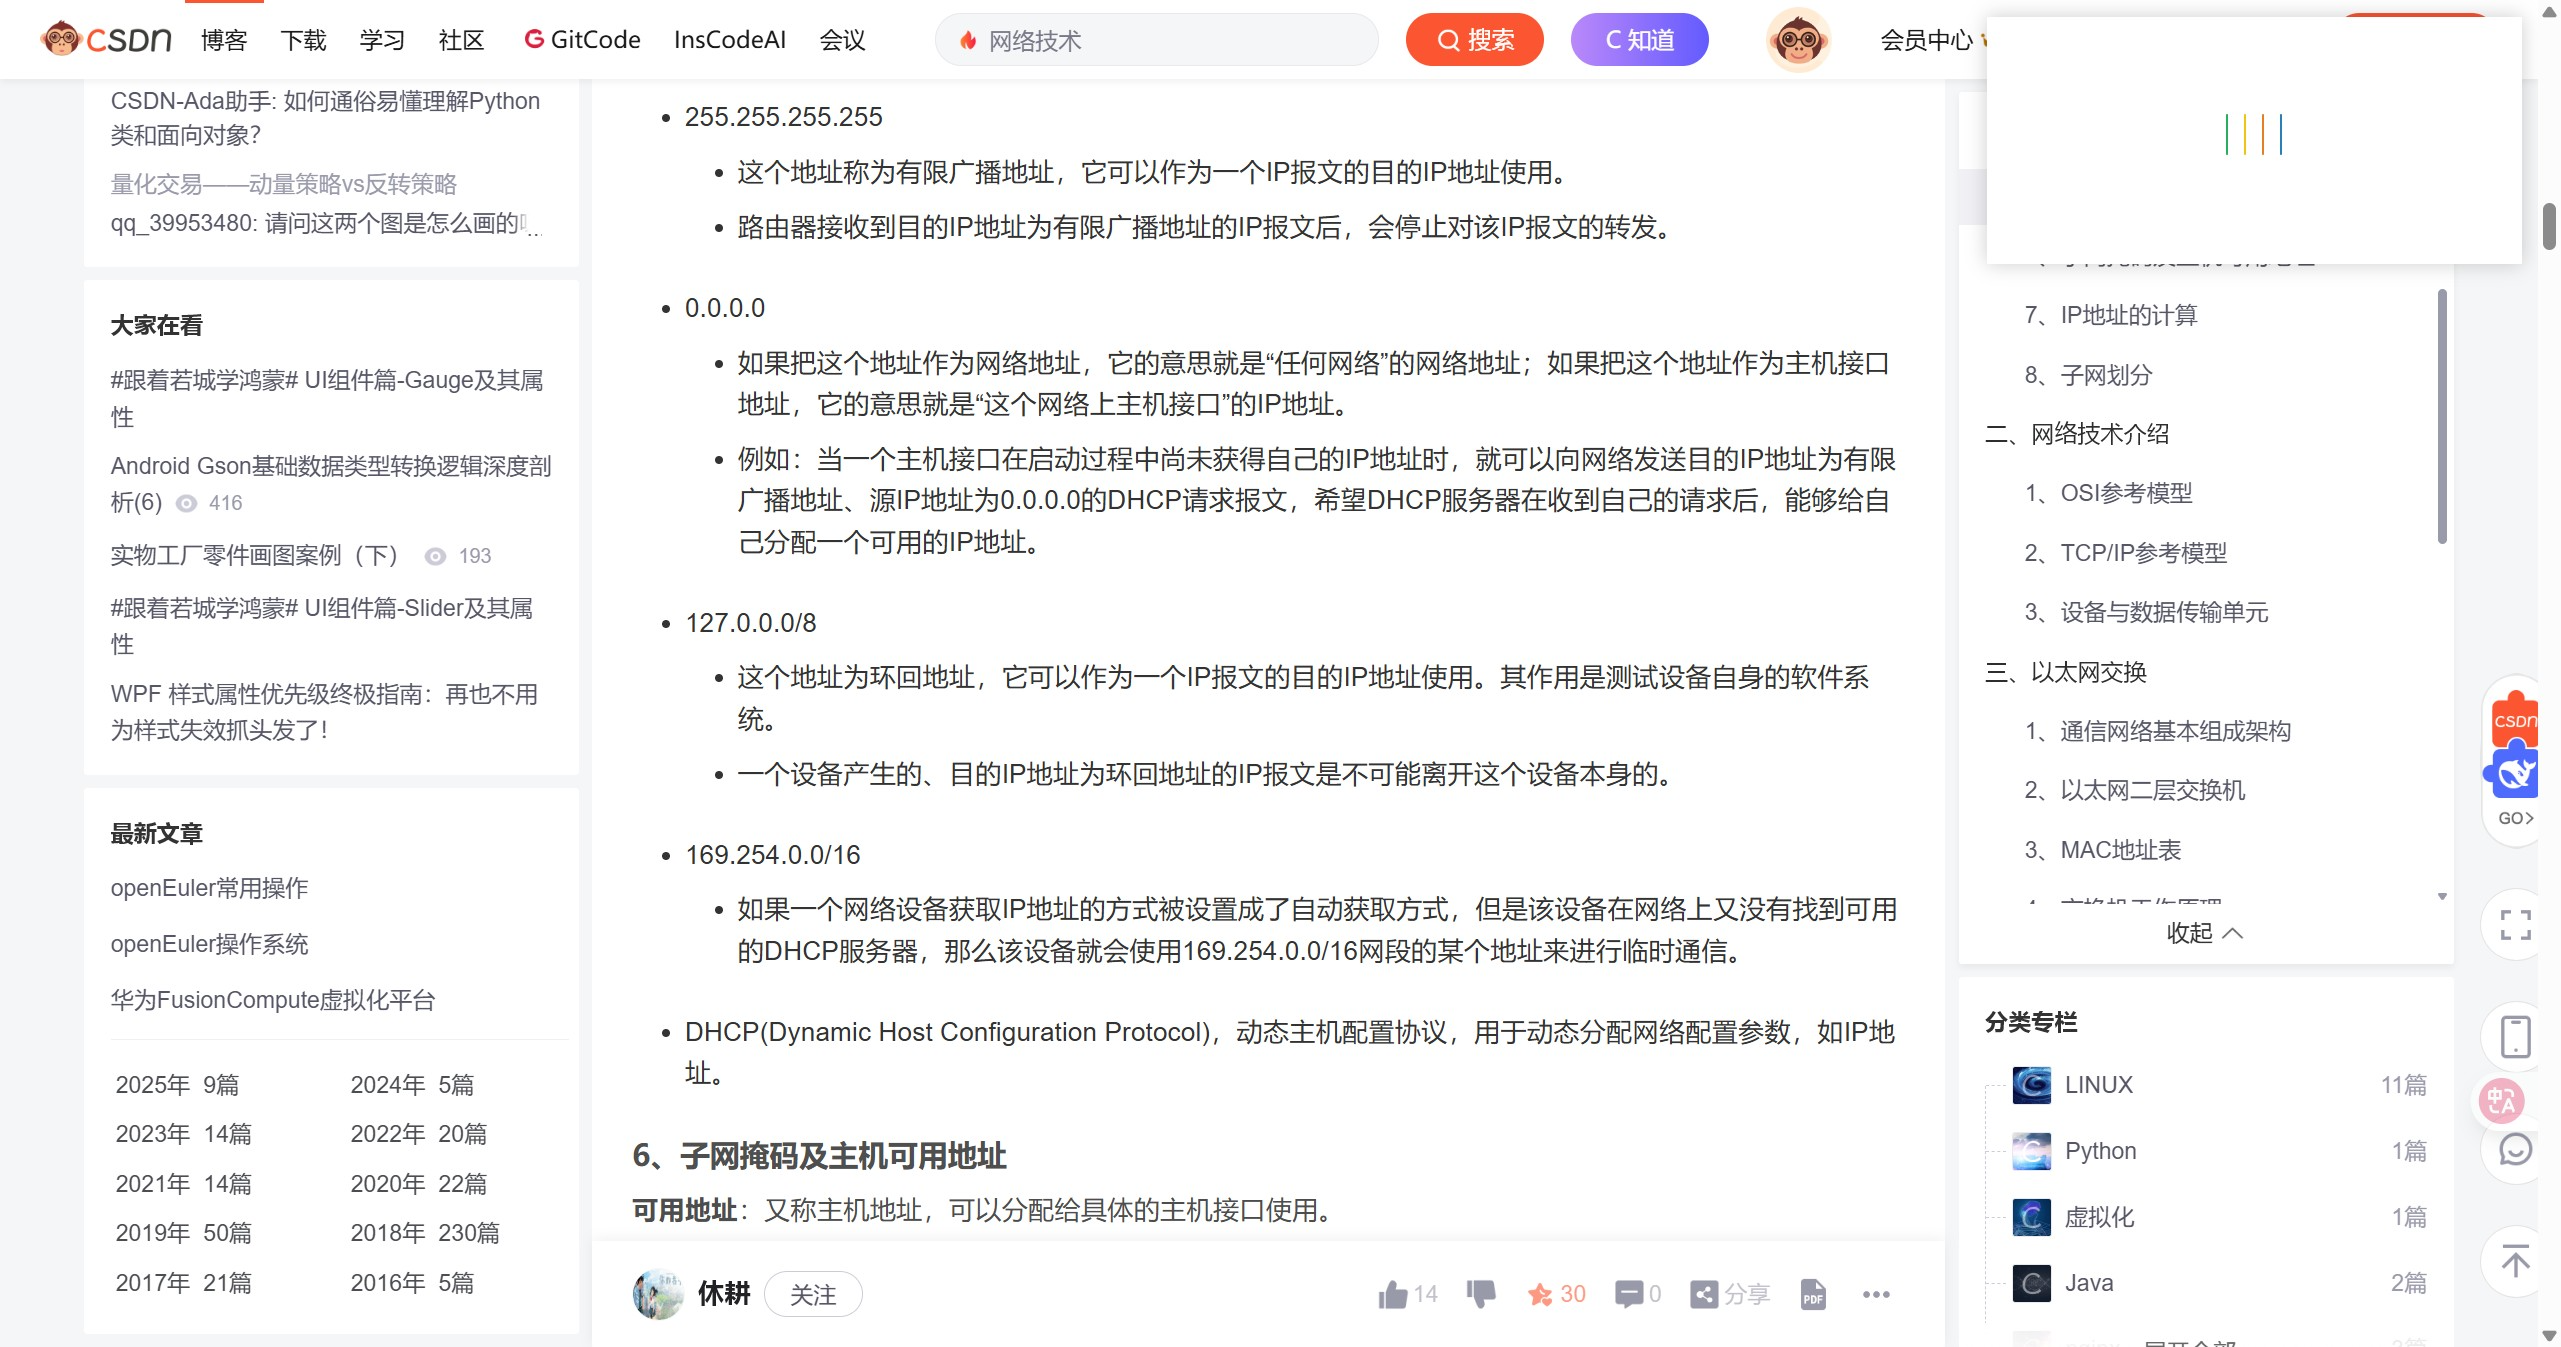 CSDN 博客 下载 学习 社区 GitCode InsCodeAI 会议 网络技术 搜索 C 知道 会员中心
CSDN-Ada助手: 如何通俗易懂理解Python
类和面向对象?
量化交易——动量策略vs反转策略
qq_39953480: 请问这两个图是怎么画的...
大家在看
#跟着若城学鸿蒙# UI组件篇-Gauge及其属
性
Android Gson基础数据类型转换逻辑深度剖
析(6) 416
实物工厂零件画图案例（下） 193
#跟着若城学鸿蒙# UI组件篇-Slider及其属
性
WPF 样式属性优先级终极指南：再也不用
为样式失效抓头发了!
最新文章
openEuler常用操作
openEuler操作系统
华为FusionCompute虚拟化平台
2025年 9篇 2024年 5篇
2023年 14篇 2022年 20篇
2021年 14篇 2020年 22篇
2019年 50篇 2018年 230篇
2017年 21篇 2016年 5篇
• 255.255.255.255
• 这个地址称为有限广播地址，它可以作为一个IP报文的目的IP地址使用。
• 路由器接收到目的IP地址为有限广播地址的IP报文后，会停止对该IP报文的转发。
• 0.0.0.0
• 如果把这个地址作为网络地址，它的意思就是“任何网络”的网络地址；如果把这个地址作为主机接口
地址，它的意思就是“这个网络上主机接口”的IP地址。
• 例如：当一个主机接口在启动过程中尚未获得自己的IP地址时，就可以向网络发送目的IP地址为有限
广播地址、源IP地址为0.0.0.0的DHCP请求报文，希望DHCP服务器在收到自己的请求后，能够给自
己分配一个可用的IP地址。
• 127.0.0.0/8
• 这个地址为环回地址，它可以作为一个IP报文的目的IP地址使用。其作用是测试设备自身的软件系
统。
• 一个设备产生的、目的IP地址为环回地址的IP报文是不可能离开这个设备本身的。
• 169.254.0.0/16
• 如果一个网络设备获取IP地址的方式被设置成了自动获取方式，但是该设备在网络上又没有找到可用
的DHCP服务器，那么该设备就会使用169.254.0.0/16网段的某个地址来进行临时通信。
• DHCP(Dynamic Host Configuration Protocol)，动态主机配置协议，用于动态分配网络配置参数，如IP地
址。
6、子网掩码及主机可用地址
可用地址：又称主机地址，可以分配给具体的主机接口使用。
休耕 关注 14 30 0 分享 PDF
7、IP地址的计算
8、子网划分
二、网络技术介绍
1、OSI参考模型
2、TCP/IP参考模型
3、设备与数据传输单元
三、以太网交换
1、通信网络基本组成架构
2、以太网二层交换机
3、MAC地址表
收起
分类专栏
LINUX 11篇
Python 1篇
虚拟化 1篇
Java 2篇
CSDN
GO>
中A